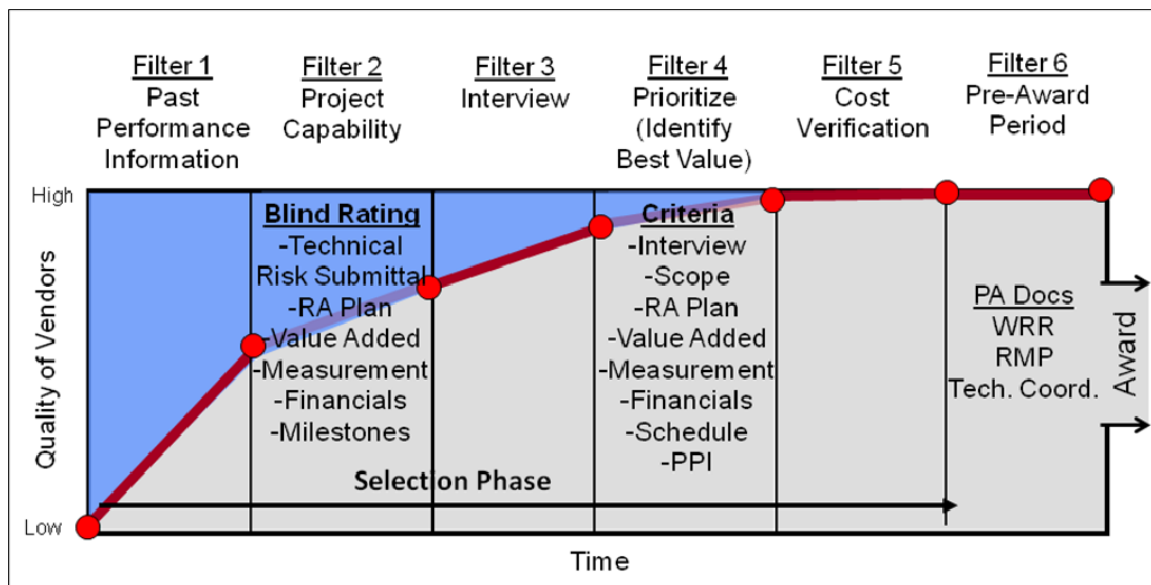 Filter 1
Past
Performance
Information
Filter 2
Project
Capability
Filter 3
Interview
Filter 4
Prioritize
(Identify
Best Value)
Filter 5
Cost
Verification
Filter 6
Pre-Award
Period
High
Quality of Vendors
Low
Blind Rating
-Technical
Risk Submittal
-RA Plan
-Value Added
-Measurement
-Financials
-Milestones
Criteria
-Interview
-Scope
-RA Plan
-Value Added
-Measurement
-Financials
-Schedule
-PPI
PA Docs
WRR
RMP
Tech. Coord.
Award
Selection Phase
Time